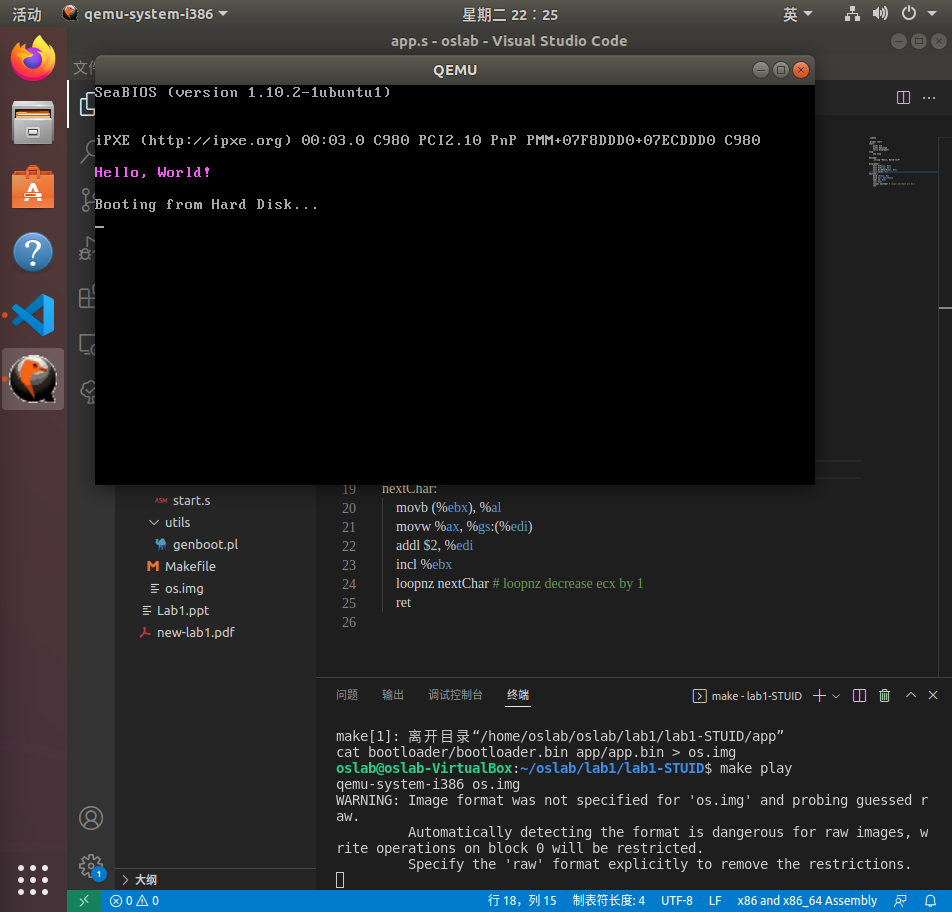 活动
qemu-system-i386
星期二 22：25
英
app.s - oslab - Visual Studio Code
文件
QEMU
SeaBIOS (version 1.10.2-1ubuntu1)
iPXE (http://ipxe.org) 00:03.0 C980 PCI2.10 PnP PMM+07F8DDD0+07ECDDD0 C980
Hello, World!
Booting from Hard Disk...
ASM start.s
utils
genboot.pl
Makefile
os.img
Lab1.ppt
new-lab1.pdf
大纲
19 nextChar:
20 movb (%ebx), %al
21 movw %ax, %gs:(%edi)
22 addl $2, %edi
23 incl %ebx
24 loopnz nextChar # loopnz decrease ecx by 1
25 ret
26
问题 输出 调试控制台 终端
make - lab1-STUID
make[1]: 离开目录“/home/oslab/oslab/lab1/lab1-STUID/app”
cat bootloader/bootloader.bin app/app.bin > os.img
oslab@oslab-VirtualBox:~/oslab/lab1/lab1-STUID$ make play
qemu-system-i386 os.img
WARNING: Image format was not specified for 'os.img' and probing guessed r
aw.
Automatically detecting the format is dangerous for raw images, w
rite operations on block 0 will be restricted.
Specify the 'raw' format explicitly to remove the restrictions.
1
0 0
行 18，列 15
制表符长度: 4
UTF-8
LF
x86 and x86_64 Assembly